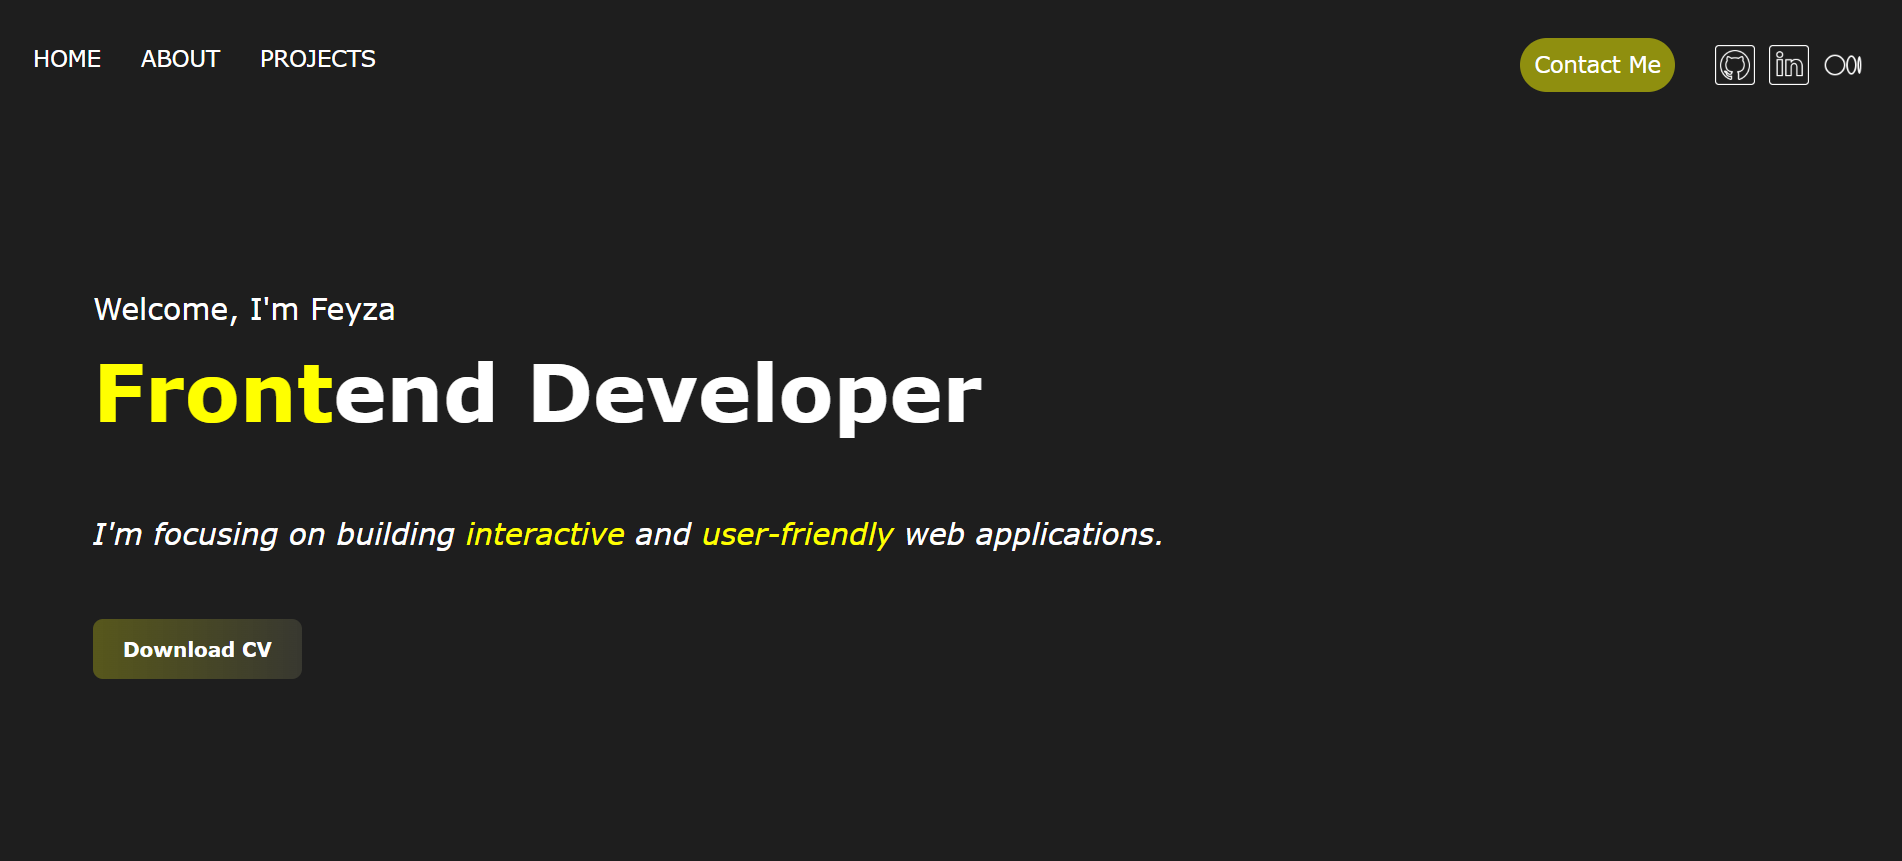 HOME ABOUT PROJECTS Contact Me in
Welcome, I'm Feyza
Frontend Developer
I'm focusing on building interactive and user-friendly web applications.
Download CV